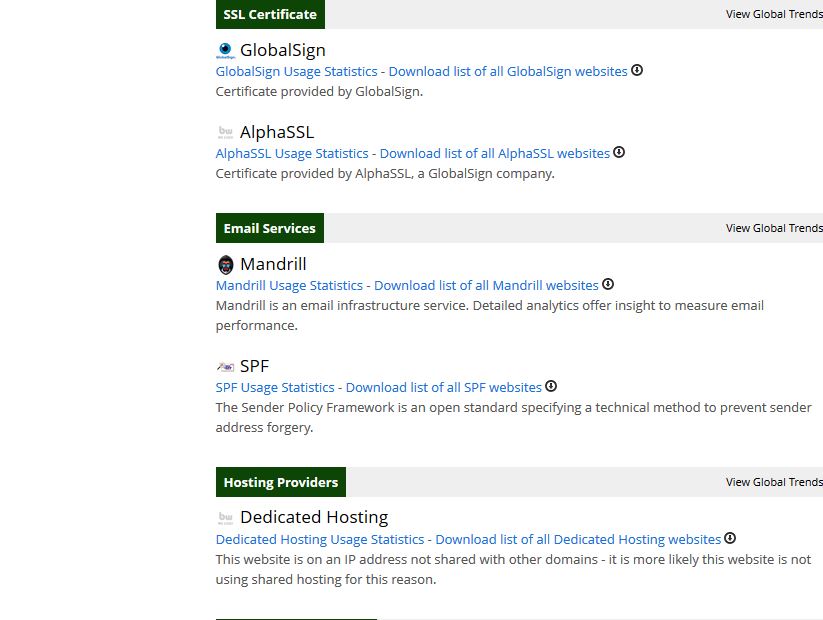 SSL Certificate View Global Trends
GlobalSign
GlobalSign Usage Statistics - Download list of all GlobalSign websites
Certificate provided by GlobalSign.
AlphaSSL
AlphaSSL Usage Statistics - Download list of all AlphaSSL websites
Certificate provided by AlphaSSL, a GlobalSign company.
Email Services View Global Trends
Mandrill
Mandrill Usage Statistics - Download list of all Mandrill websites
Mandrill is an email infrastructure service. Detailed analytics offer insight to measure email
performance.
SPF
SPF Usage Statistics - Download list of all SPF websites
The Sender Policy Framework is an open standard specifying a technical method to prevent sender
address forgery.
Hosting Providers View Global Trends
Dedicated Hosting
Dedicated Hosting Usage Statistics - Download list of all Dedicated Hosting websites
This website is on an IP address not shared with other domains - it is more likely this website is not
using shared hosting for this reason.